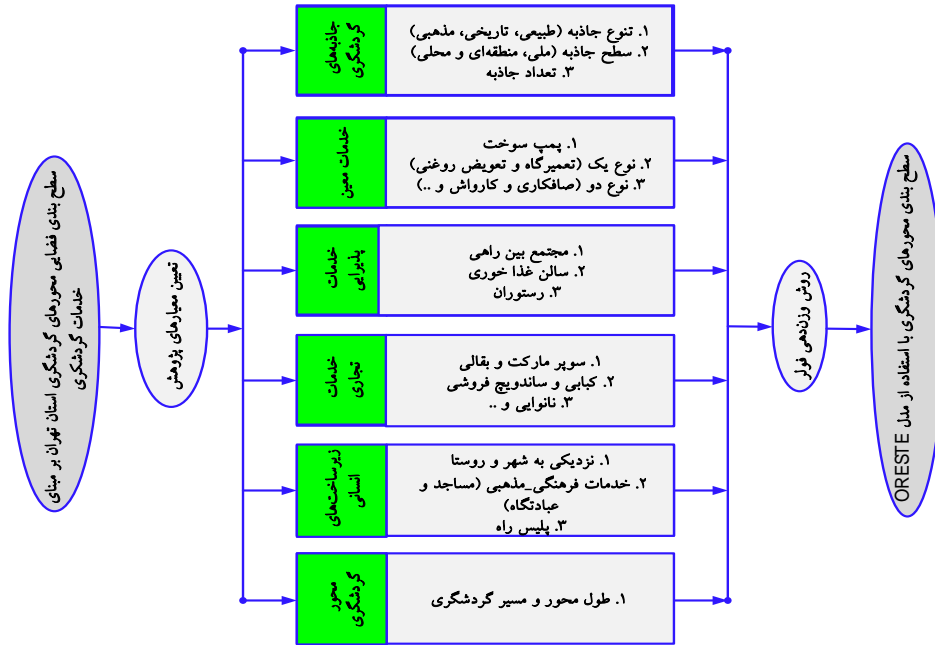 سطح بندی فضایی محورهای گردشگری استان تهران بر مبنای
خدمات گردشگری
تعیین معیارهای پژوهش
جاذبه‌های
گردشگری
۱. تنوع جاذبه (طبیعی، تاریخی، مذهبی)
۲. سطح جاذبه (ملی، منطقه‌ای و محلی)
۳. تعداد جاذبه
خدمات معین
۱. پمپ سوخت
۲. نوع یک (تعمیرگاه و تعویض روغنی)
۳. نوع دو (صافکاری و کارواش و ..)
خدمات
پذیرایی
۱. مجتمع بین راهی
۲. سالن غذا خوری
۳. رستوران
خدمات
تجاری
۱. سوپر مارکت و بقالی
۲. کبابی و ساندویچ فروشی
۳. نانوایی و ..
زیرساخت‌های
انسانی
۱. نزدیکی به شهر و روستا
۲. خدمات فرهنگی_مذهبی (مساجد و
عبادتگاه)
۳. پلیس راه
محور
گردشگری
۱. طول محور و مسیر گردشگری
روش وزن‌دهی فولر
سطح بندی محورهای گردشگری با استفاده از مدل ORESTE